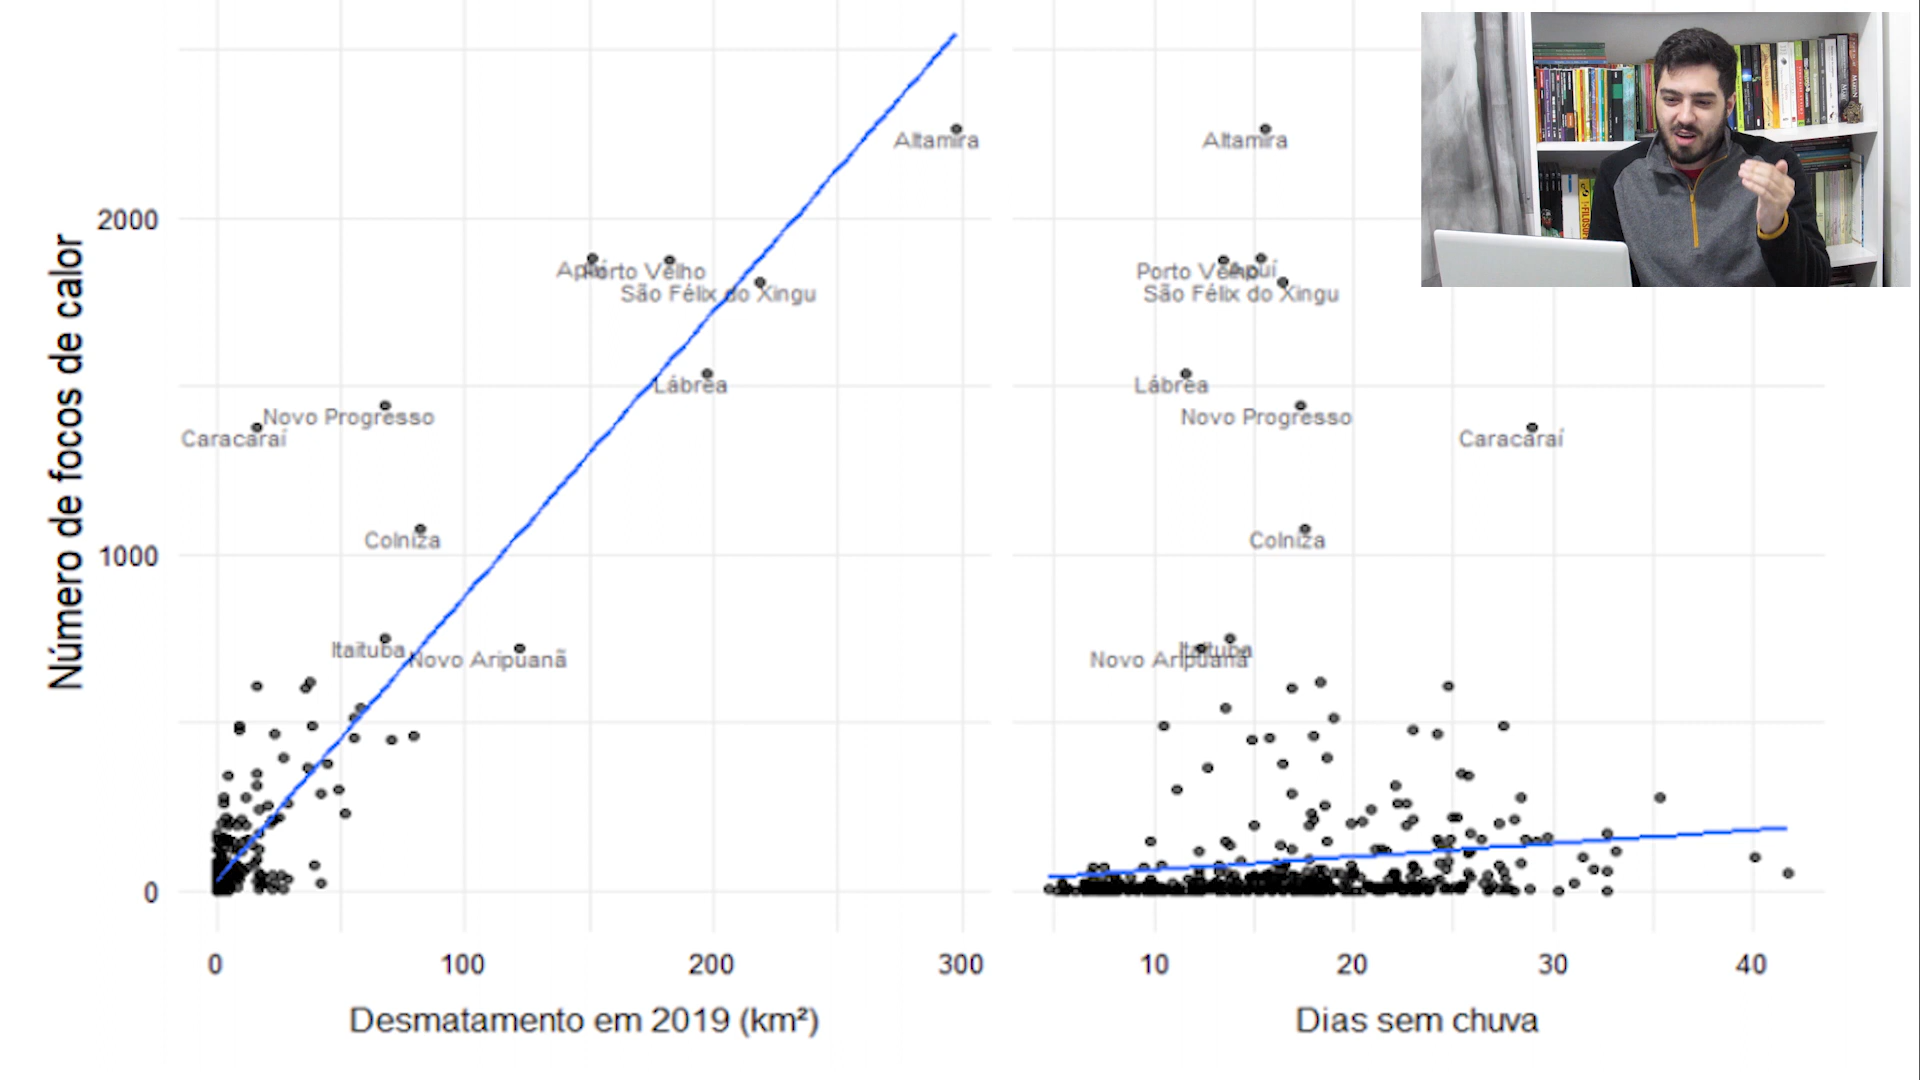 Número de focos de calor
2000
1000
0
Altamira
Apuí
Porto Velho
São Félix do Xingu
Lábrea
Novo Progresso
Caracaraí
Colniza
Itaituba
Novo Aripuanã
0 100 200 300
Desmatamento em 2019 (km²)
Altamira
Porto Velho
Apuí
São Félix do Xingu
Lábrea
Novo Progresso
Caracaraí
Colniza
Itaituba
Novo Aripuanã
10 20 30 40
Dias sem chuva